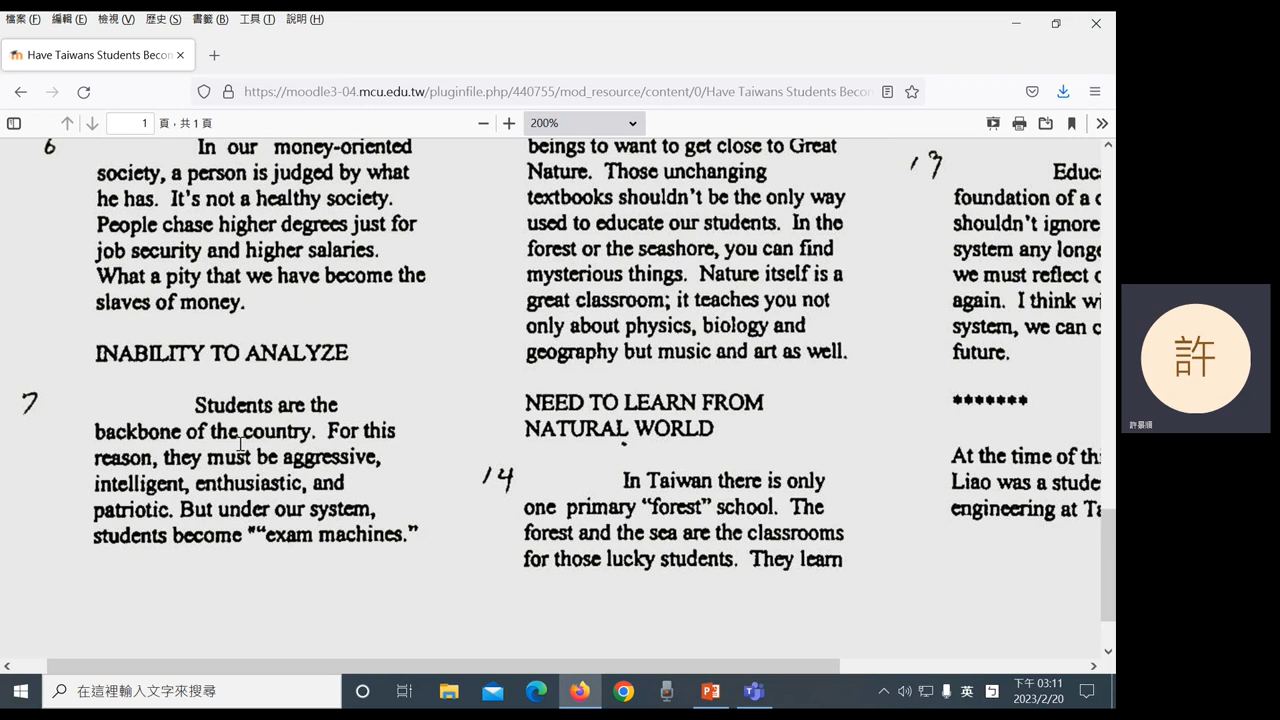 檔案 (F) 編輯 (E) 檢視 (V) 歷史 (S) 書籤 (B) 工具 (T) 說明 (H)
Have Taiwans Students Becon
https://moodle3-04.mcu.edu.tw/pluginfile.php/440755/mod_resource/content/0/Have Taiwans Students Becon
1 頁，共 1 頁
200%
6
In our money-oriented
society, a person is judged by what
he has. It's not a healthy society.
People chase higher degrees just for
job security and higher salaries.
What a pity that we have become the
slaves of money.
INABILITY TO ANALYZE
7
Students are the
backbone of the country. For this
reason, they must be aggressive,
intelligent, enthusiastic, and
patriotic. But under our system,
students become "“exam machines.”
beings to want to get close to Great
Nature. Those unchanging
textbooks shouldn't be the only way
used to educate our students. In the
forest or the seashore, you can find
mysterious things. Nature itself is a
great classroom; it teaches you not
only about physics, biology and
geography but music and art as well.
NEED TO LEARN FROM
NATURAL WORLD
14
In Taiwan there is only
one primary “forest” school. The
forest and the sea are the classrooms
for those lucky students. They learn
Educa
foundation of a c
shouldn't ignore
system any longe
we must reflect o
again. I think wi
system, we can c
future.
*******
At the time of thi
Liao was a stude
engineering at Ta
許
許景順
在這裡輸入文字來搜尋
英
下午 03:11
2023/2/20